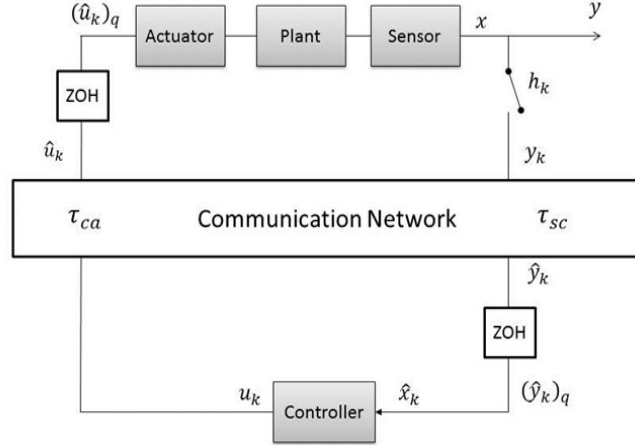 (û_k)_q Actuator Plant Sensor x y
ZOH h_k
û_k y_k
τ_ca Communication Network τ_sc
ŷ_k
ZOH
u_k Controller x̂_k (ŷ_k)_q